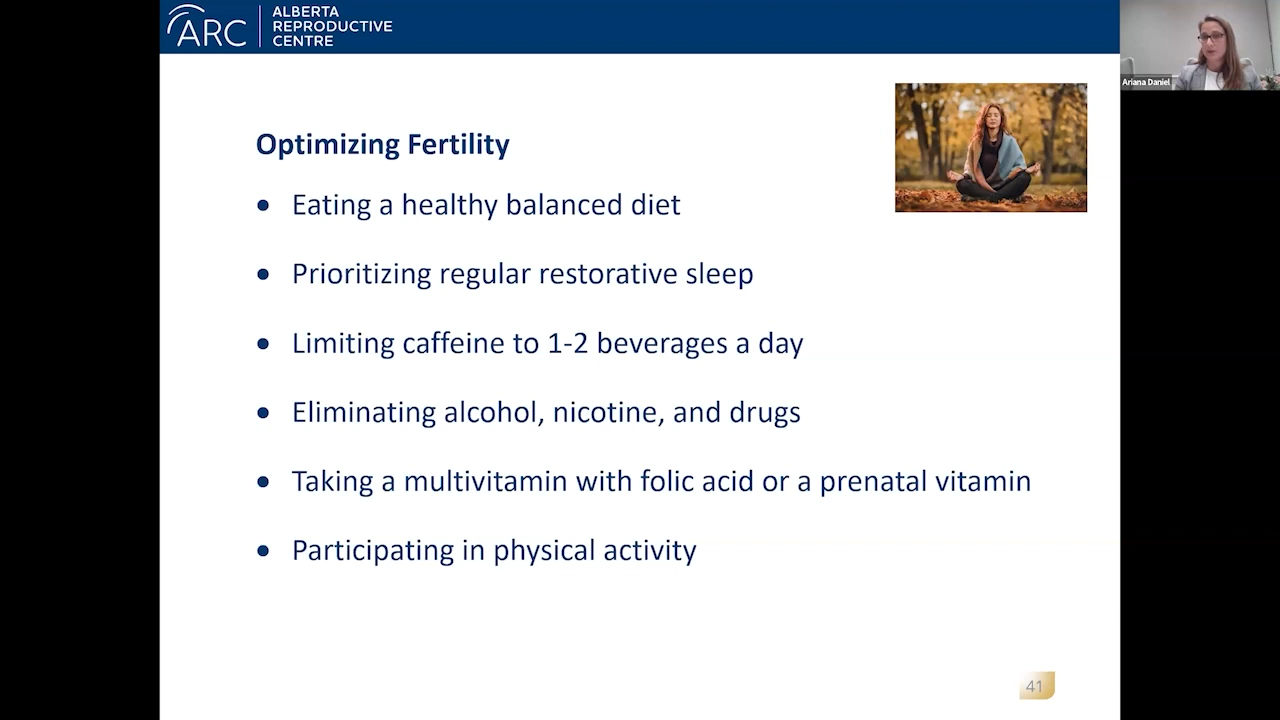 ARC
ALBERTA
REPRODUCTIVE
CENTRE
Ariana Daniel
Optimizing Fertility
• Eating a healthy balanced diet
• Prioritizing regular restorative sleep
• Limiting caffeine to 1-2 beverages a day
• Eliminating alcohol, nicotine, and drugs
• Taking a multivitamin with folic acid or a prenatal vitamin
• Participating in physical activity
41